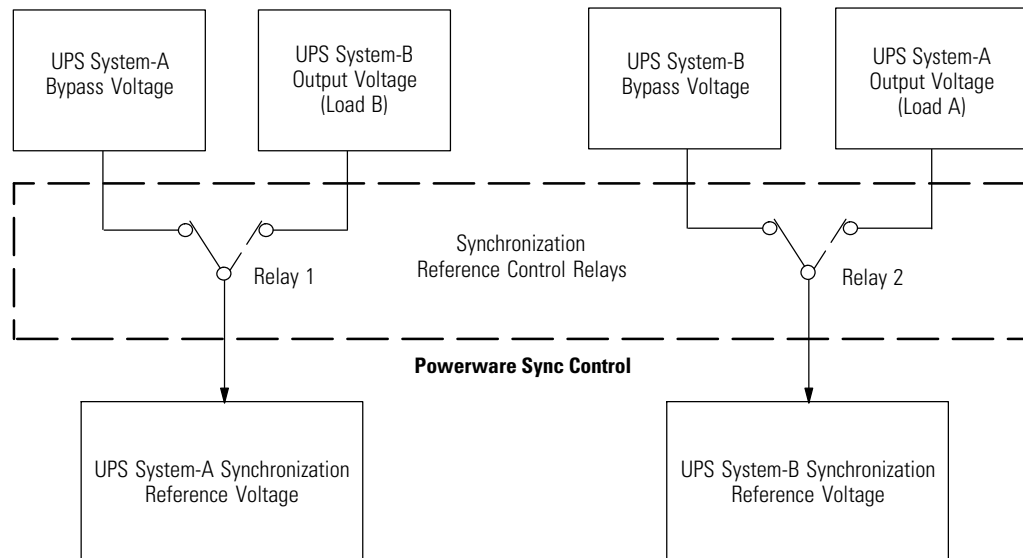 UPS System-A
Bypass Voltage
UPS System-B
Output Voltage
(Load B)
UPS System-B
Bypass Voltage
UPS System-A
Output Voltage
(Load A)
Relay 1
Synchronization
Reference Control Relays
Relay 2
Powerware Sync Control
UPS System-A Synchronization
Reference Voltage
UPS System-B Synchronization
Reference Voltage